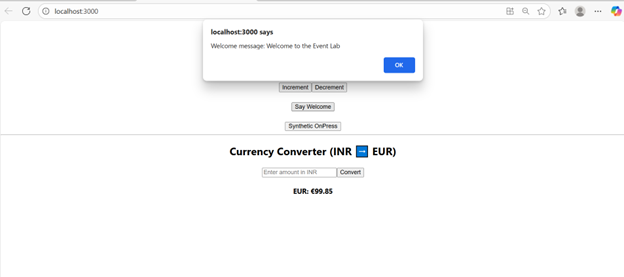 localhost:3000
localhost:3000 says
Welcome message: Welcome to the Event Lab
OK
Increment Decrement
Say Welcome
Synthetic OnPress
Currency Converter (INR ➡ EUR)
Enter amount in INR Convert
EUR: €99.85